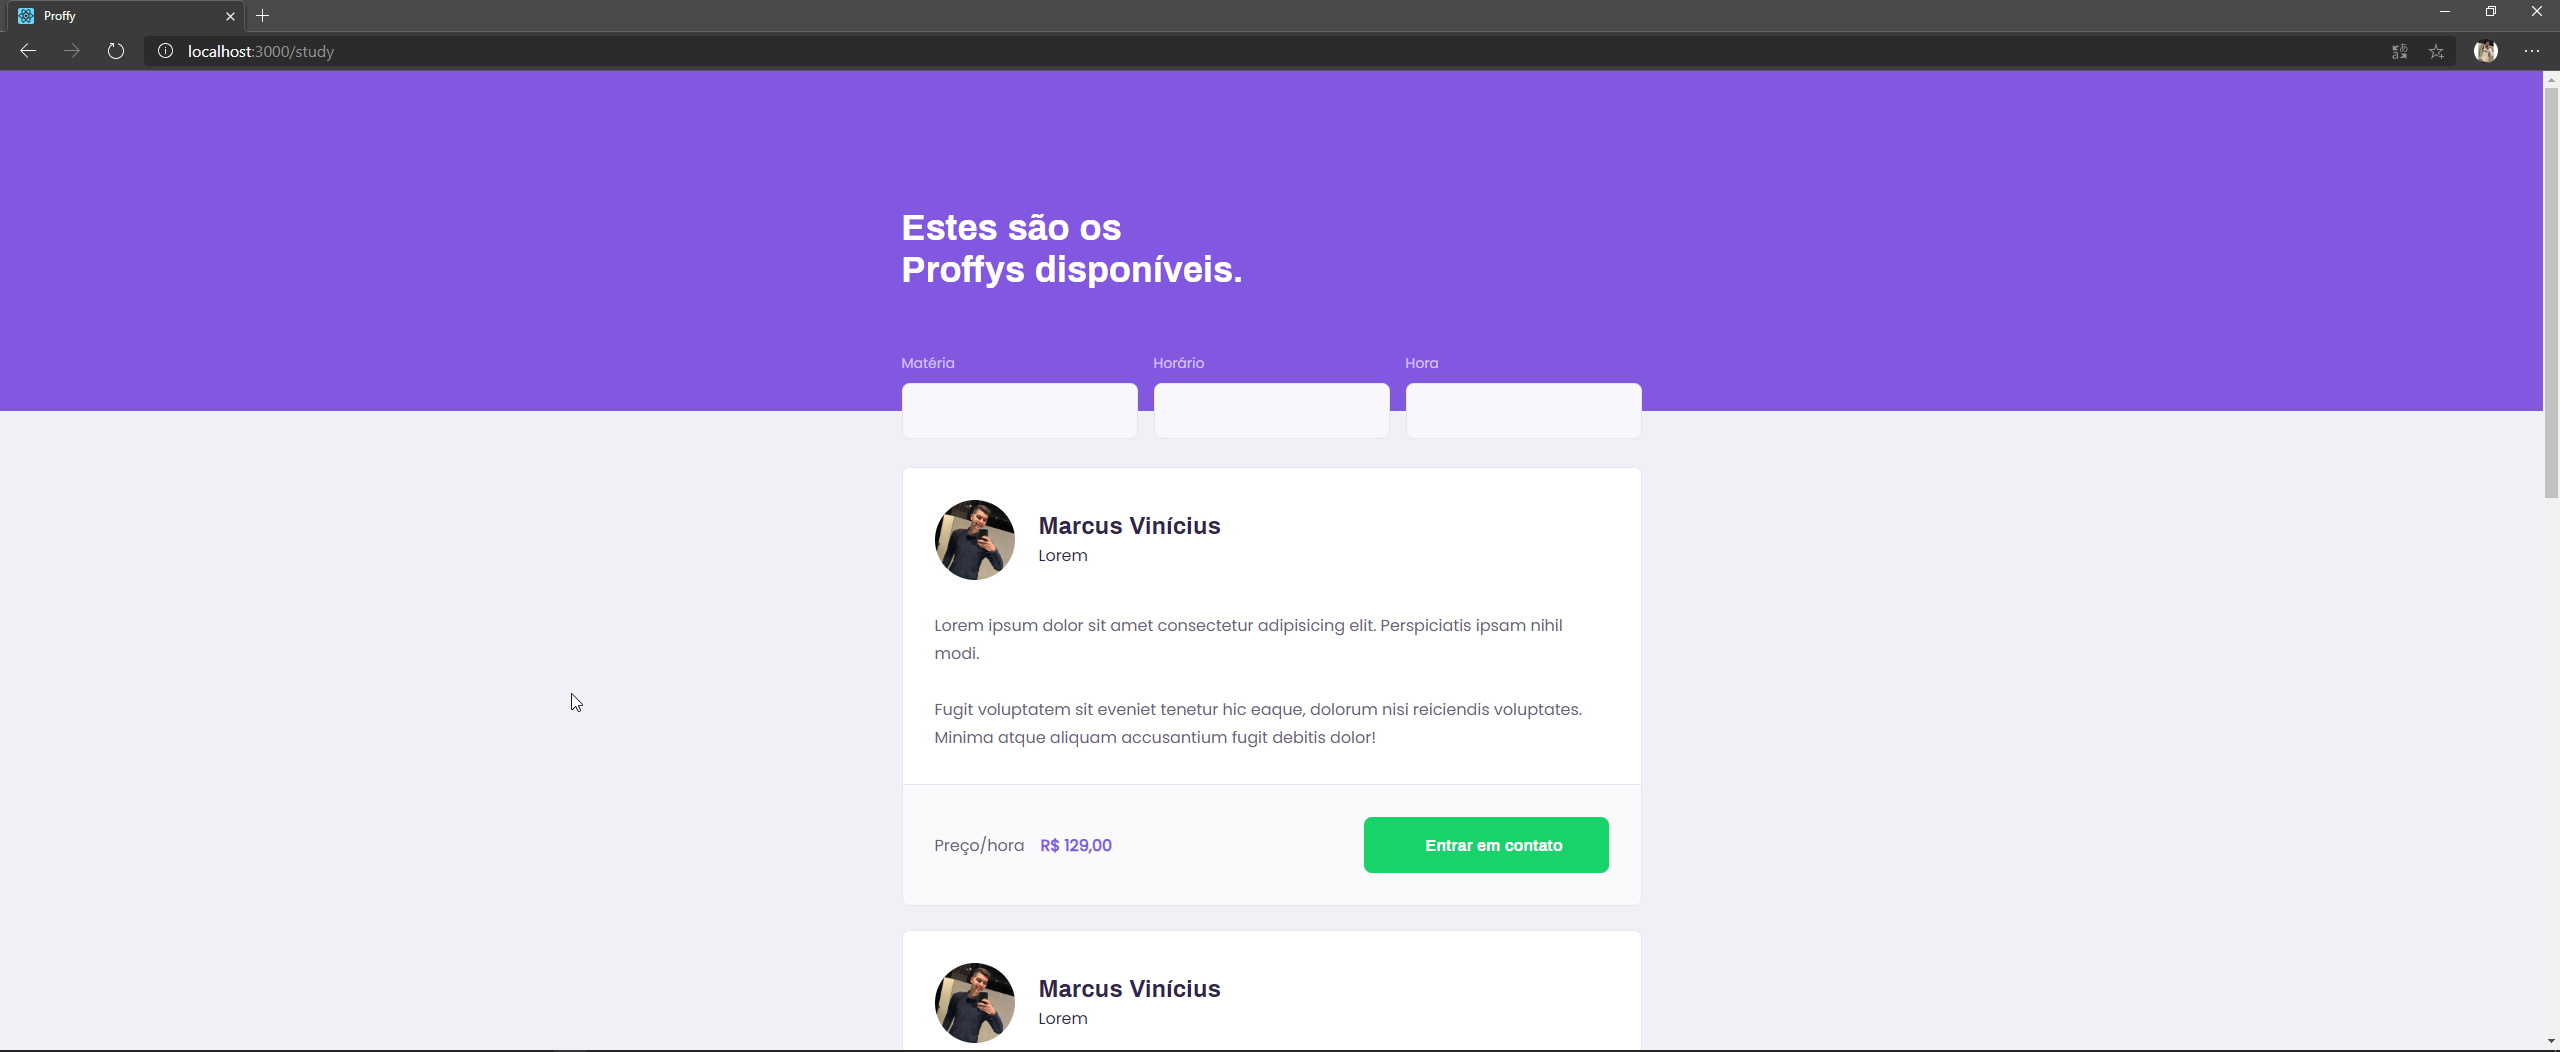 Proffy
localhost:3000/study
Estes são os
Proffys disponíveis.
Matéria
Horário
Hora
Marcus Vinícius
Lorem
Lorem ipsum dolor sit amet consectetur adipisicing elit. Perspiciatis ipsam nihil
modi.
Fugit voluptatem sit eveniet tenetur hic eaque, dolorum nisi reiciendis voluptates.
Minima atque aliquam accusantium fugit debitis dolor!
Preço/hora R$ 129,00
Entrar em contato
Marcus Vinícius
Lorem